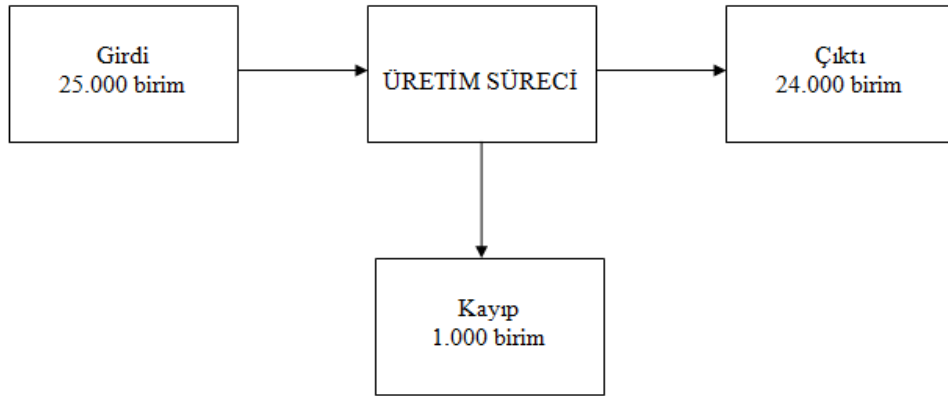 Girdi
25.000 birim
ÜRETİM SÜRECİ
Çıktı
24.000 birim
Kayıp
1.000 birim